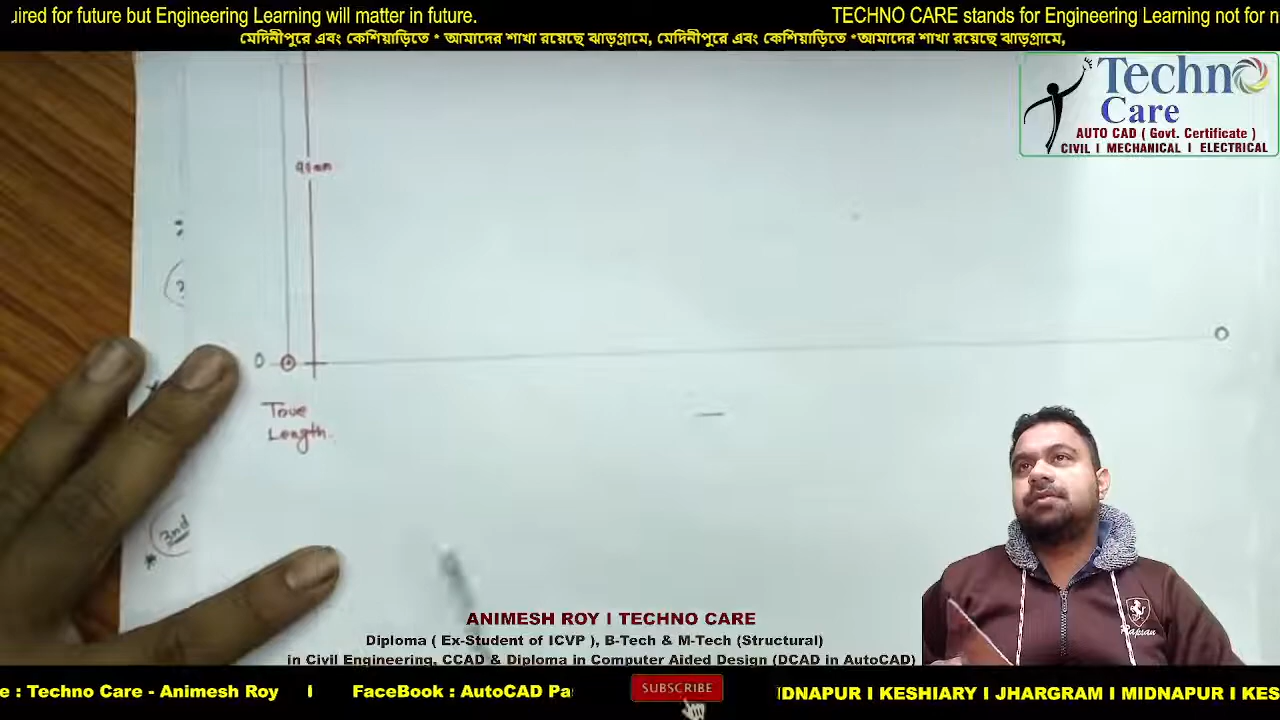 ired for future but Engineering Learning will matter in future.
TECHNO CARE stands for Engineering Learning not for n
মেদিনীপুরে এবং কেশিয়াড়িতে * আমাদের শাখা রয়েছে ঝাড়গ্রামে, মেদিনীপুরে এবং কেশিয়াড়িতে *আমাদের শাখা রয়েছে ঝাড়গ্রামে,
Techno
Care
AUTO CAD ( Govt. Certificate )
CIVIL I MECHANICAL I ELECTRICAL
O
True
Length.
ANIMESH ROY I TECHNO CARE
Diploma ( Ex-Student of ICVP ), B-Tech & M-Tech (Structural)
in Civil Engineering, CCAD & Diploma in Computer Aided Design (DCAD in AutoCAD)
e : Techno Care - Animesh Roy I FaceBook : AutoCAD Pa
SUBSCRIBE
IDNAPUR I KESHIARY I JHARGRAM I MIDNAPUR I KES